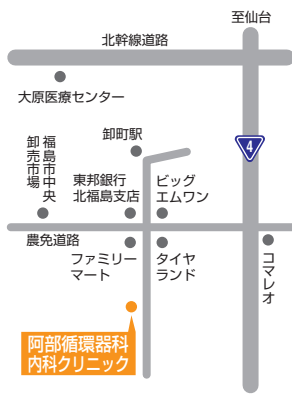 至仙台
北幹線道路
大原医療センター
卸町駅
4
福島市中央
卸売市場
東邦銀行
北福島支店
ビッグ
エムワン
農免道路
ファミリー
マート
タイヤ
ランド
コマレオ
阿部循環器科
内科クリニック